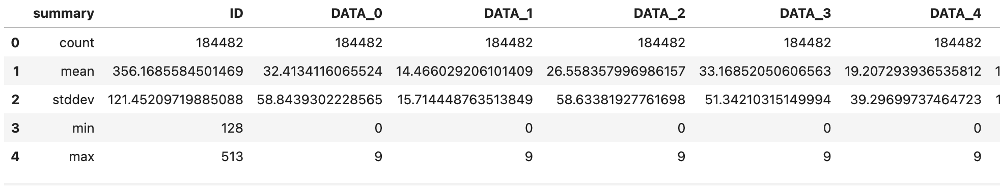 summary ID DATA_0 DATA_1 DATA_2 DATA_3 DATA_4
0 count 184482 184482 184482 184482 184482 184482
1 mean 356.1685584501469 32.4134116065524 14.466029206101409 26.558357996986157 33.16852050606563 19.207293936535812 1
2 stddev 121.45209719885088 58.8439302228565 15.714448763513849 58.63381927761698 51.34210315149994 39.29699737464723 1
3 min 128 0 0 0 0 0
4 max 513 9 9 9 9 9